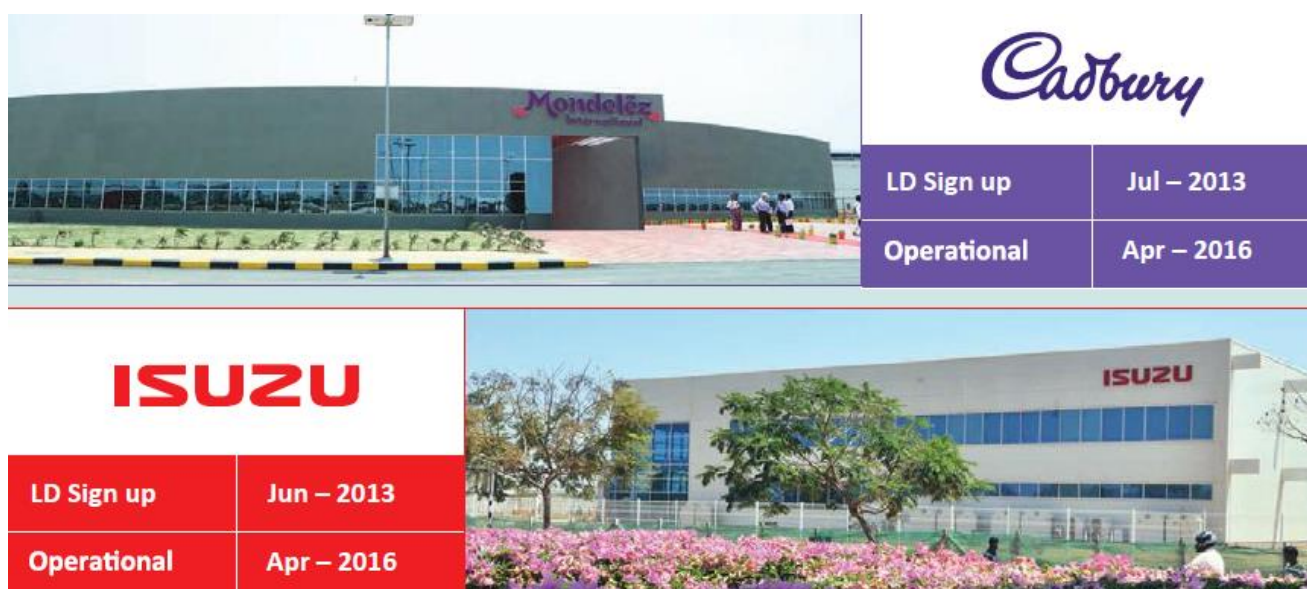 Mondelēz
International
Cadbury
LD Sign up Jul – 2013
Operational Apr – 2016
ISUZU
ISUZU
LD Sign up Jun – 2013
Operational Apr – 2016